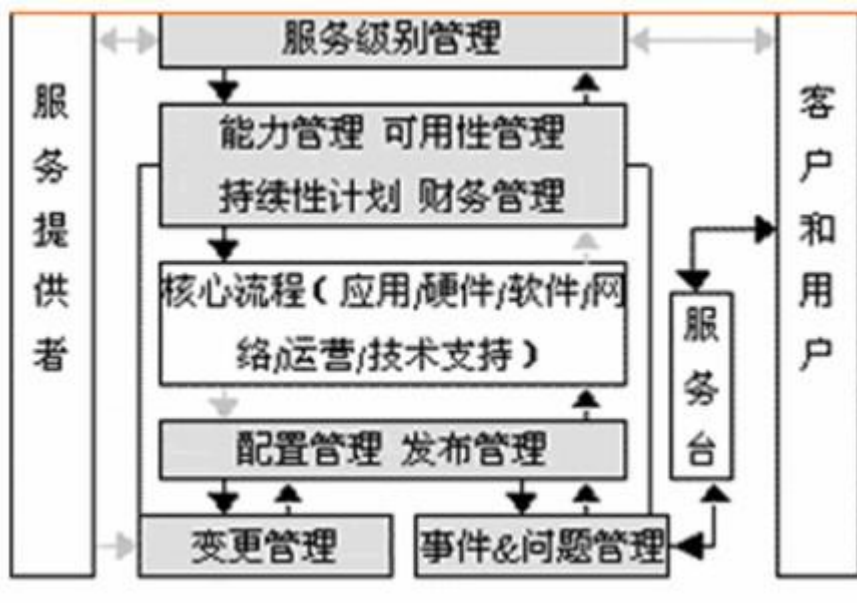 服务级别管理
服务提供者
能力管理 可用性管理
持续性计划 财务管理
客户和用户
核心流程(应用/硬件/软件/网
络/运营/技术支持)
服务台
配置管理 发布管理
变更管理
事件&问题管理